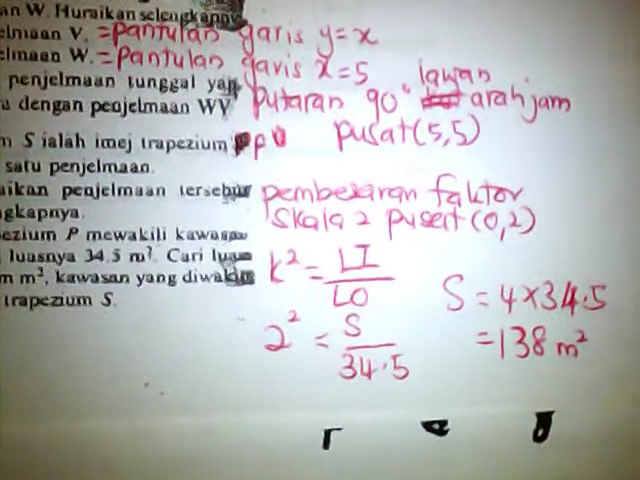 an W. Huraikan selengkapnya
elmaan V. = pantulan garis y=x
elmaan W. = pantulan garis x=5
penjelmaan tunggal yan lawan
dengan penjelmaan WV putaran 90° arah jam
pusat (5,5)
m S ialah imej trapezium p
satu penjelmaan.
aikan penjelmaan tersebut pembesaran faktor
gkapnya. skala 2 pusat (0,2)
ezium P mewakili kawasan
luasnya 34.5 m². Cari luas
m m², kawasan yang diwakili
trapezium S.
k² = LI/LO
2² = S/34.5
S = 4×34.5
=138 m²